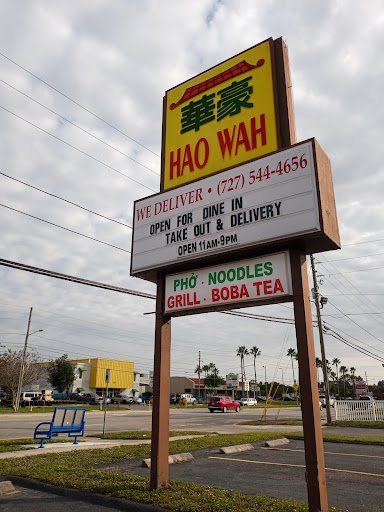 華豪
HAO WAH
WE DELIVER • (727) 544-4656
OPEN FOR DINE IN
TAKE OUT & DELIVERY
OPEN 11AM-9PM
PHỞ · NOODLES
GRILL · BOBA TEA